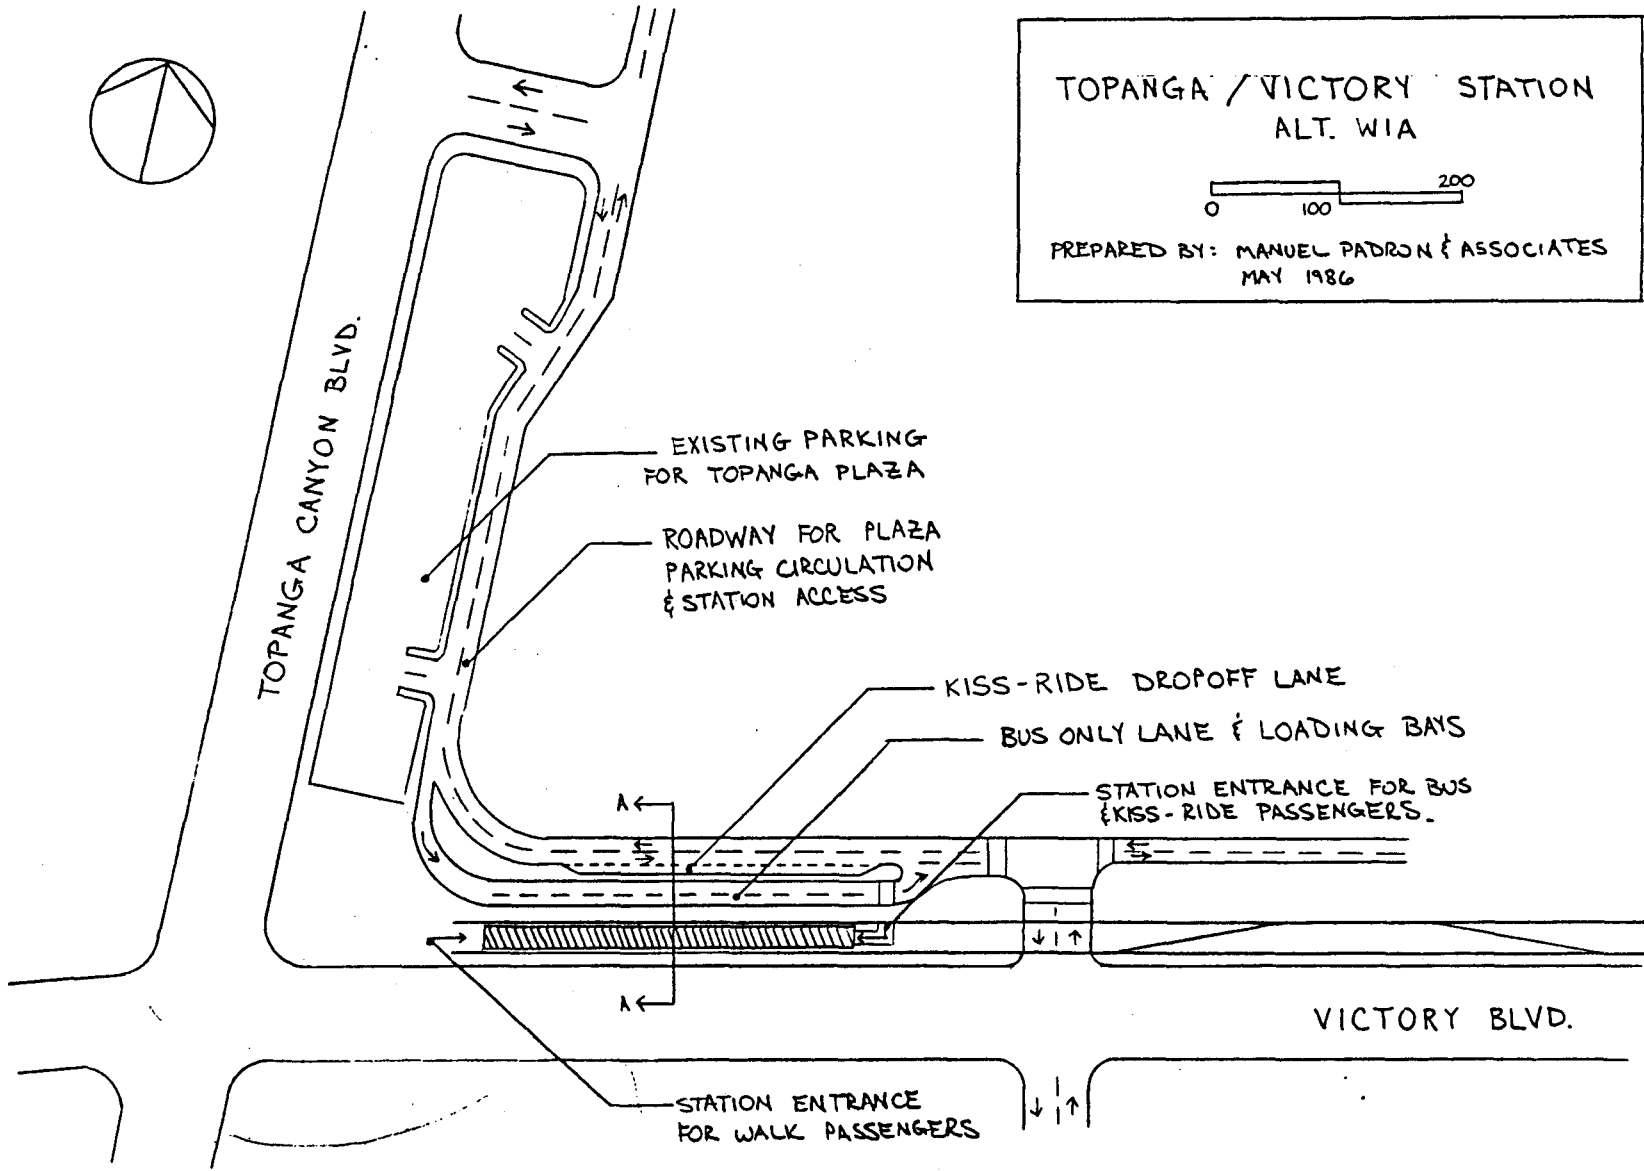 TOPANGA / VICTORY STATION
ALT. W1A
200
0 100
PREPARED BY: MANUEL PADRON & ASSOCIATES
MAY 1986
TOPANGA CANYON BLVD.
EXISTING PARKING
FOR TOPANGA PLAZA
ROADWAY FOR PLAZA
PARKING CIRCULATION
& STATION ACCESS
KISS-RIDE DROPOFF LANE
BUS ONLY LANE & LOADING BAYS
STATION ENTRANCE FOR BUS
& KISS-RIDE PASSENGERS.
A
A
VICTORY BLVD.
STATION ENTRANCE
FOR WALK PASSENGERS